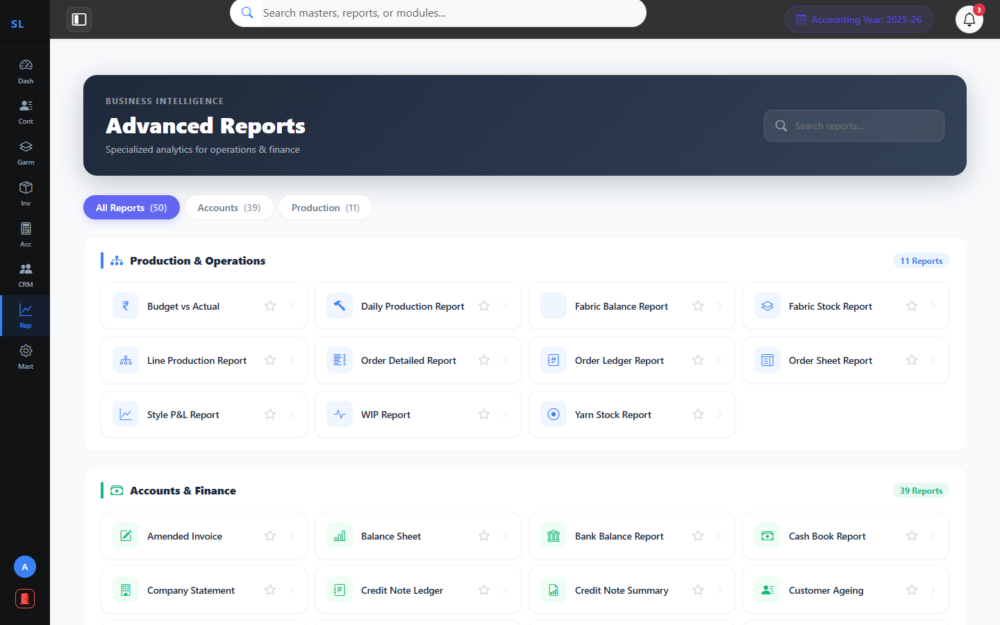 SL
Search masters, reports, or modules...
Accounting Year: 2025-26
3
Dash
Cont
Garm
Inv
Acc
CRM
Rep
Mast
A
BUSINESS INTELLIGENCE
Advanced Reports
Specialized analytics for operations & finance
Search reports...
All Reports (50)
Accounts (39)
Production (11)
Production & Operations
11 Reports
Budget vs Actual
Daily Production Report
Fabric Balance Report
Fabric Stock Report
Line Production Report
Order Detailed Report
Order Ledger Report
Order Sheet Report
Style P&L Report
WIP Report
Yarn Stock Report
Accounts & Finance
39 Reports
Amended Invoice
Balance Sheet
Bank Balance Report
Cash Book Report
Company Statement
Credit Note Ledger
Credit Note Summary
Customer Ageing